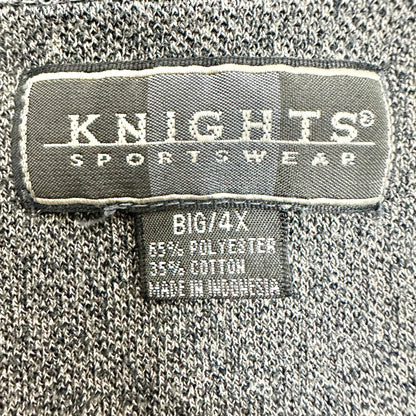 KNIGHTS®
SPORTSWEAR
BIG/4X
65% POLYESTER
35% COTTON
MADE IN INDONESIA